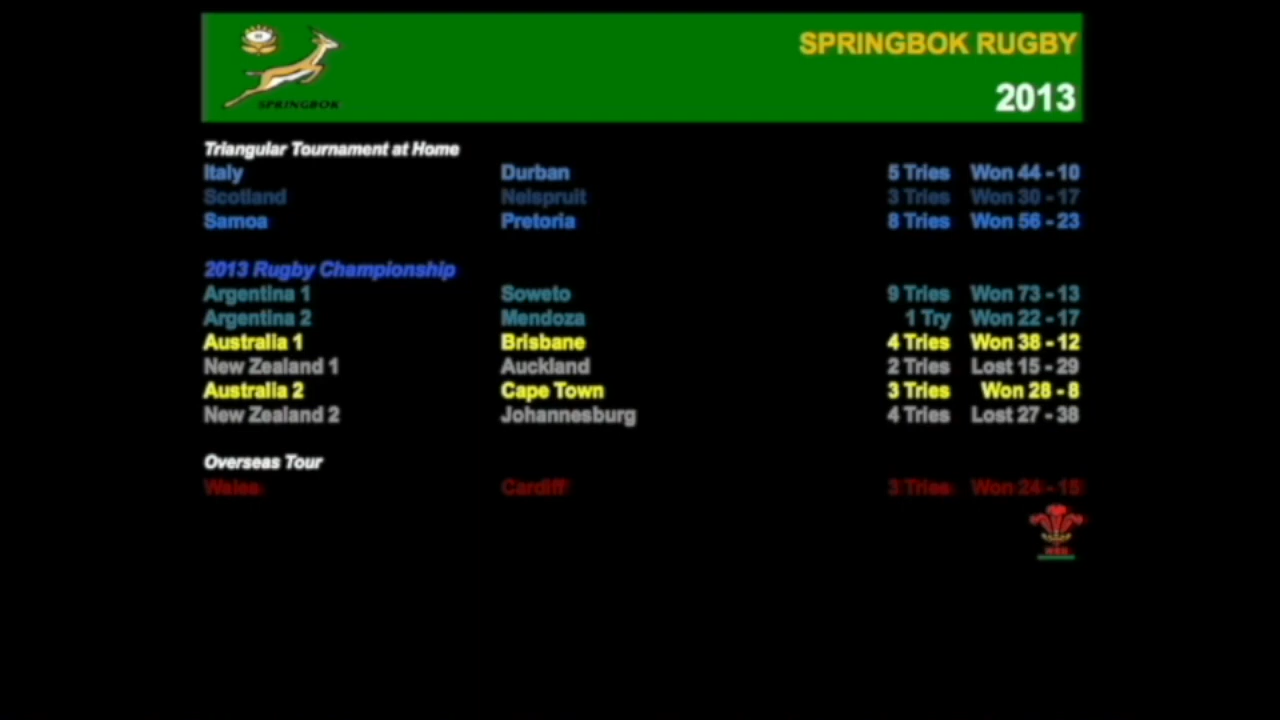 SPRINGBOK RUGBY
2013
SPRINGBOK
Triangular Tournament at Home
Italy Durban 5 Tries Won 44 - 10
Scotland Nelspruit 3 Tries Won 30 - 17
Samoa Pretoria 8 Tries Won 56 - 23
2013 Rugby Championship
Argentina 1 Soweto 9 Tries Won 73 - 13
Argentina 2 Mendoza 1 Try Won 22 - 17
Australia 1 Brisbane 4 Tries Won 38 - 12
New Zealand 1 Auckland 2 Tries Lost 15 - 29
Australia 2 Cape Town 3 Tries Won 28 - 8
New Zealand 2 Johannesburg 4 Tries Lost 27 - 38
Overseas Tour
Wales Cardiff 3 Tries Won 24 - 15